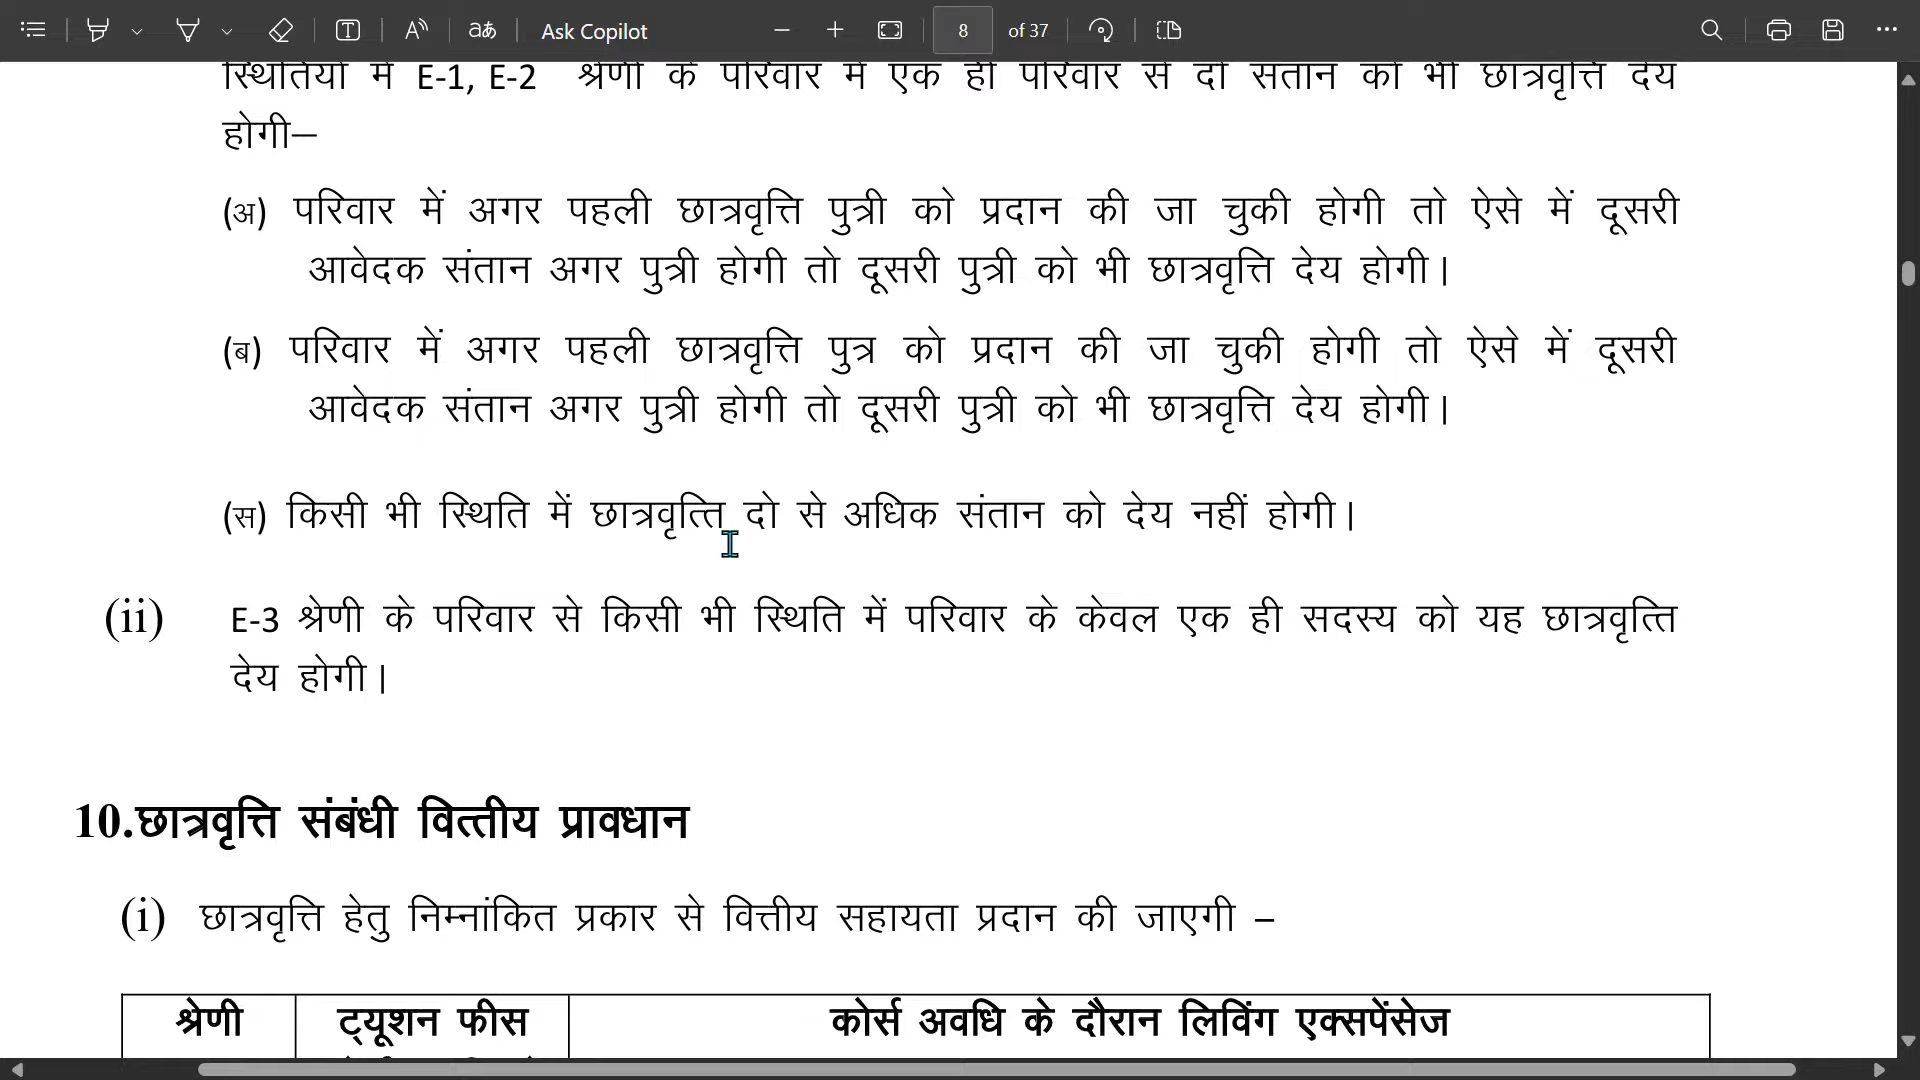 Ask Copilot
8 of 37
स्थितियों में E-1, E-2 श्रेणी के परिवार में एक ही परिवार से दो संतान को भी छात्रवृत्ति देय
होगी–
(अ) परिवार में अगर पहली छात्रवृत्ति पुत्री को प्रदान की जा चुकी होगी तो ऐसे में दूसरी
आवेदक संतान अगर पुत्री होगी तो दूसरी पुत्री को भी छात्रवृत्ति देय होगी।
(ब) परिवार में अगर पहली छात्रवृत्ति पुत्र को प्रदान की जा चुकी होगी तो ऐसे में दूसरी
आवेदक संतान अगर पुत्री होगी तो दूसरी पुत्री को भी छात्रवृत्ति देय होगी।
(स) किसी भी स्थिति में छात्रवृत्ति दो से अधिक संतान को देय नहीं होगी।
(ii) E-3 श्रेणी के परिवार से किसी भी स्थिति में परिवार के केवल एक ही सदस्य को यह छात्रवृत्ति
देय होगी।
10.छात्रवृत्ति संबंधी वित्तीय प्रावधान
(i) छात्रवृत्ति हेतु निम्नांकित प्रकार से वित्तीय सहायता प्रदान की जाएगी –
श्रेणी ट्यूशन फीस कोर्स अवधि के दौरान लिविंग एक्सपेंसेज